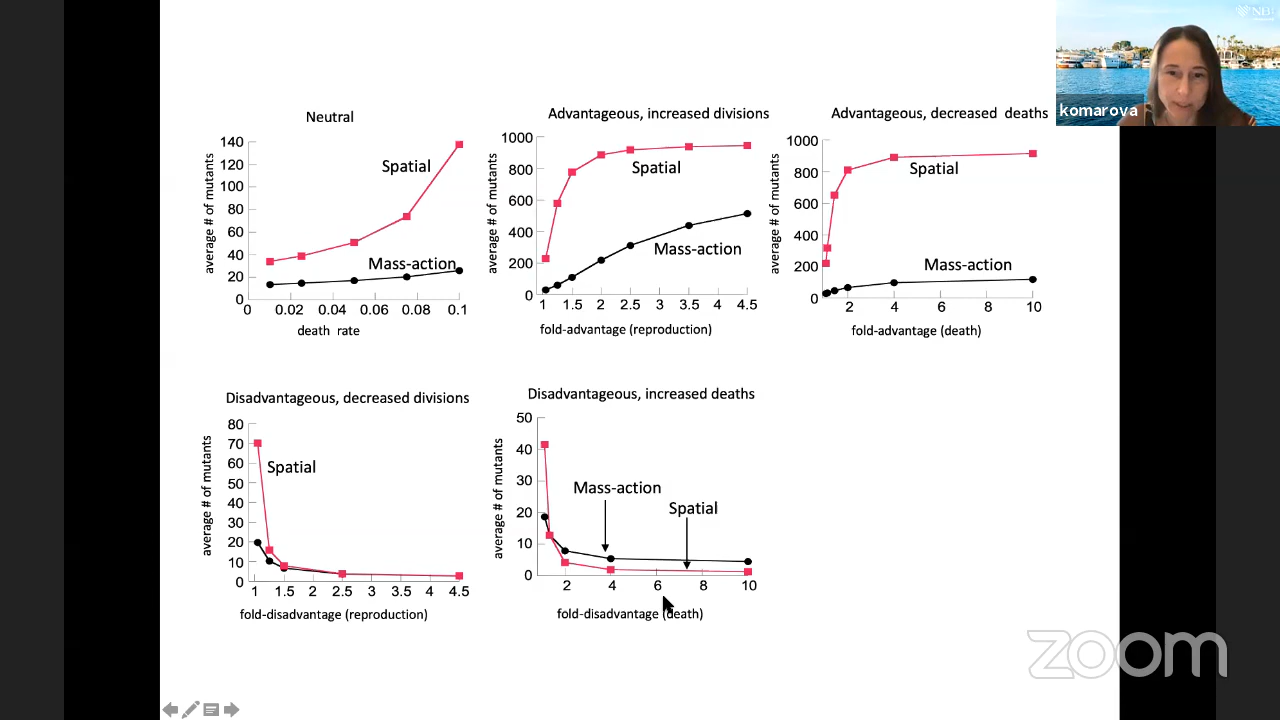 NB
komarova
Neutral
140
120
100
80
60
40
20
0
average # of mutants
Spatial
Mass-action
0 0.02 0.04 0.06 0.08 0.1
death rate
Advantageous, increased divisions
1000
800
600
400
200
0
average # of mutants
Spatial
Mass-action
1 1.5 2 2.5 3 3.5 4 4.5
fold-advantage (reproduction)
Advantageous, decreased deaths
1000
800
600
400
200
0
average # of mutants
Spatial
Mass-action
2 4 6 8 10
fold-advantage (death)
Disadvantageous, decreased divisions
80
70
60
50
40
30
20
10
0
average # of mutants
Spatial
1 1.5 2 2.5 3 3.5 4 4.5
fold-disadvantage (reproduction)
Disadvantageous, increased deaths
50
40
30
20
10
0
average # of mutants
Mass-action
Spatial
2 4 6 8 10
fold-disadvantage (death)
zoom